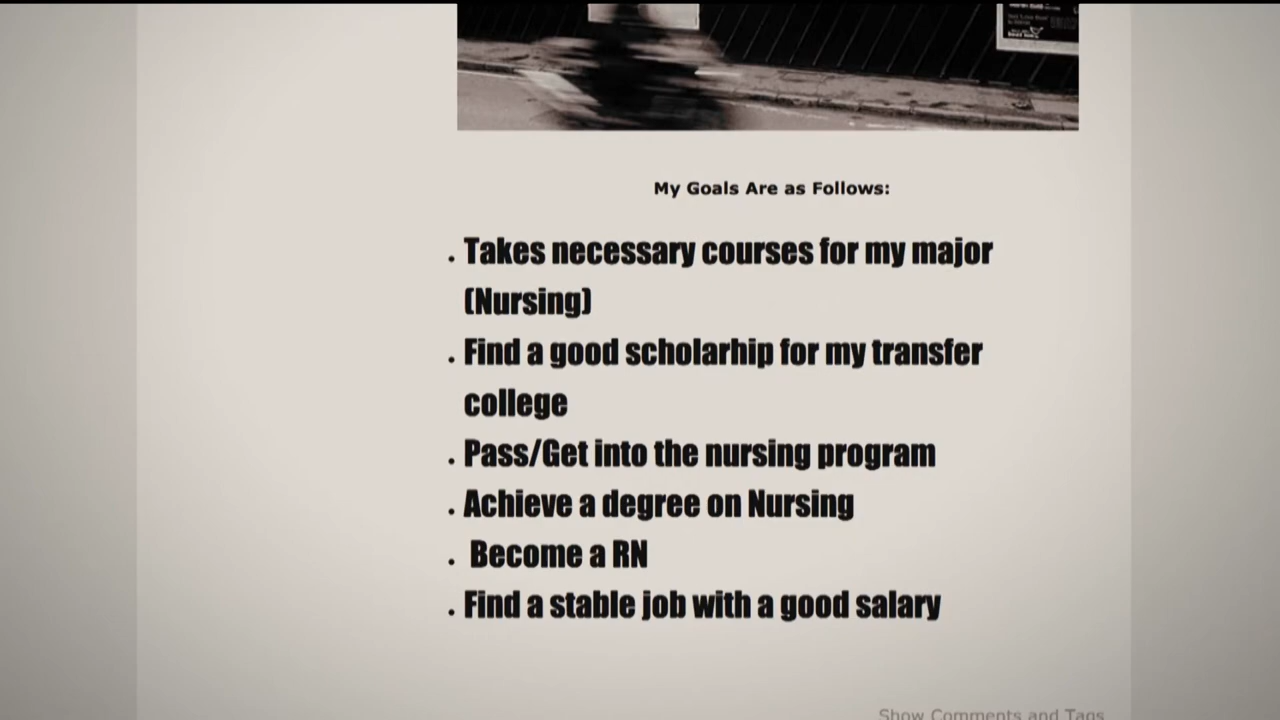 My Goals Are as Follows:
Takes necessary courses for my major
(Nursing)
Find a good scholarhip for my transfer
college
Pass/Get into the nursing program
Achieve a degree on Nursing
Become a RN
Find a stable job with a good salary
Show Comments and Tags